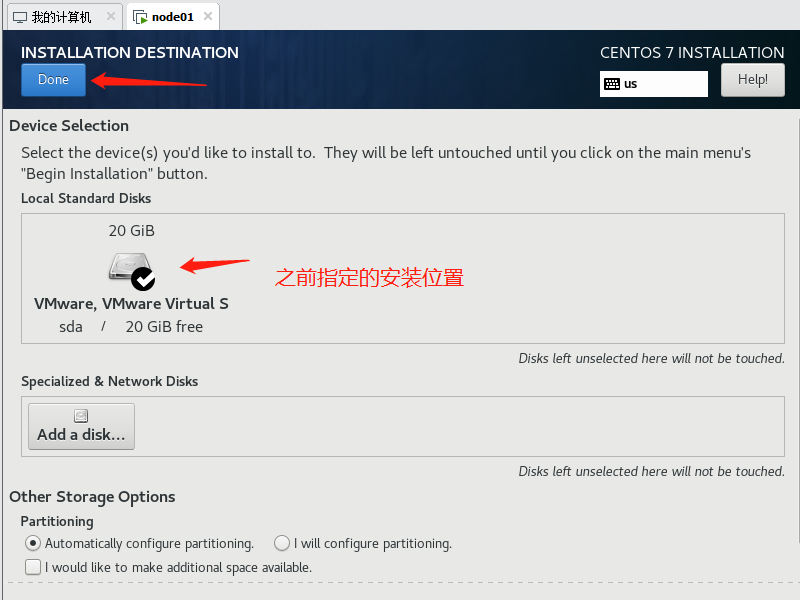 我的计算机
node01
INSTALLATION DESTINATION
CENTOS 7 INSTALLATION
Done
us
Help!
Device Selection
Select the device(s) you'd like to install to. They will be left untouched until you click on the main menu's
"Begin Installation" button.
Local Standard Disks
20 GiB
之前指定的安装位置
VMware, VMware Virtual S
sda / 20 GiB free
Disks left unselected here will not be touched.
Specialized & Network Disks
Add a disk...
Disks left unselected here will not be touched.
Other Storage Options
Partitioning
Automatically configure partitioning. I will configure partitioning.
I would like to make additional space available.